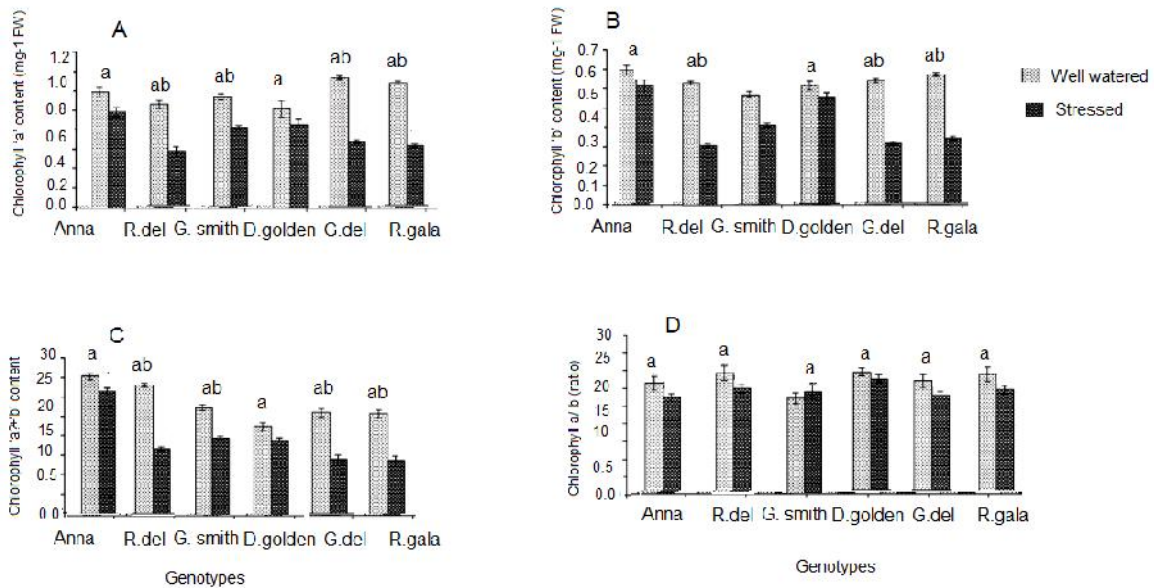 A
Chlorophyll 'a' content (mg-1 FW)
1.2
1.0
0.8
0.6
0.4
0.2
0.0
a
ab
ab
a
ab
ab
Anna
R.del
G. smith
D.golden
G.del
R.gala
B
Chlorophyll 'b' content (mg-1 FW)
0.7
0.6
0.5
0.4
0.3
0.2
0.1
0.0
a
ab
a
ab
ab
Anna
R.del
G. smith
D.golden
G.del
R.gala
Well watered
Stressed
C
Chlorophyll 'a?+'b' content
30
25
20
15
10
0.5
0.0
a
ab
ab
a
ab
ab
Anna
R.del
G. smith
D.golden
G.del
R.gala
Genotypes
D
Chlorophyll a/ b (ratio)
30
25
20
15
10
0.5
0.0
a
a
a
a
a
a
Anna
R.del
G. smith
D.golden
G.del
R.gala
Genotypes